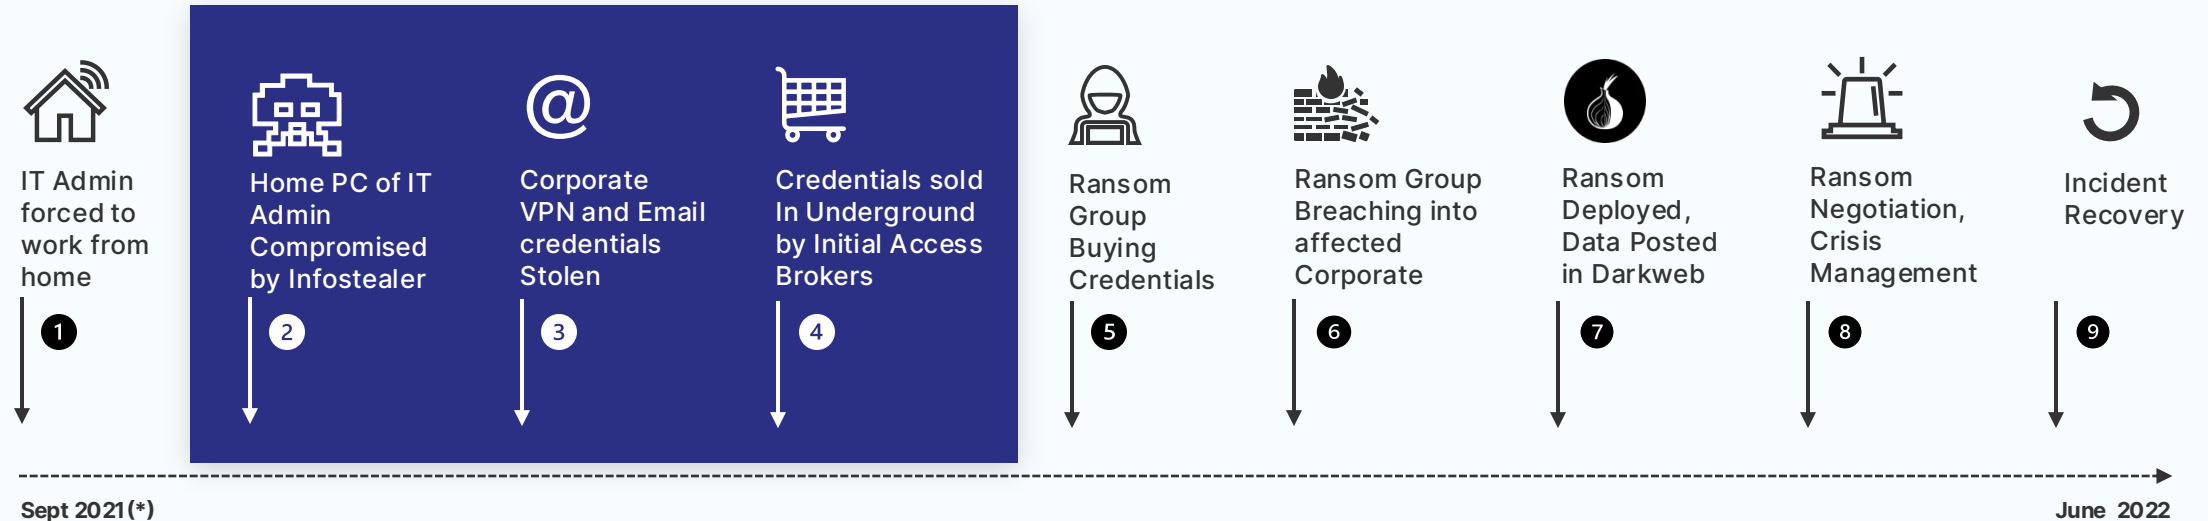 IT Admin
forced to
work from
home
1
Home PC of IT
Admin
Compromised
by Infostealer
2
@
Corporate
VPN and Email
credentials
Stolen
3
Credentials sold
In Underground
by Initial Access
Brokers
4
Ransom
Group
Buying
Credentials
5
Ransom Group
Breaching into
affected
Corporate
6
Ransom
Deployed,
Data Posted
in Darkweb
7
Ransom
Negotiation,
Crisis
Management
8
Incident
Recovery
9
Sept 2021(*)
June 2022